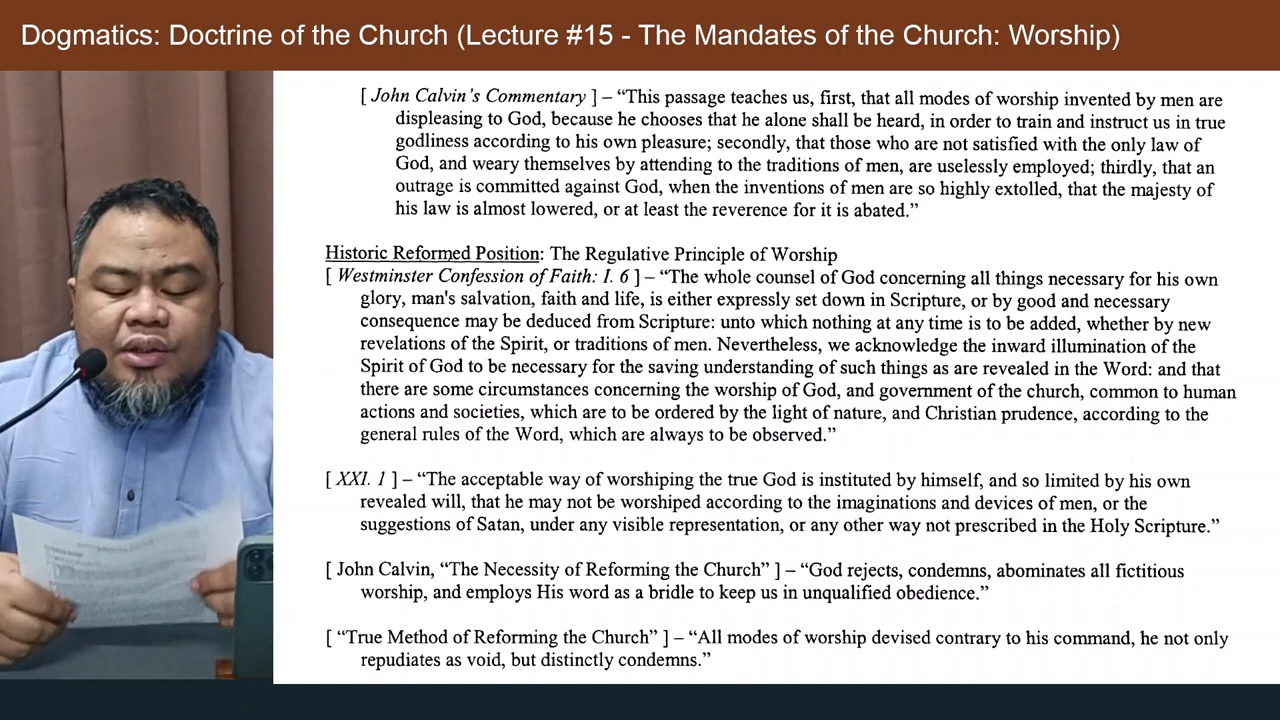 Dogmatics: Doctrine of the Church (Lecture #15 - The Mandates of the Church: Worship)
[ John Calvin's Commentary ] – “This passage teaches us, first, that all modes of worship invented by men are
displeasing to God, because he chooses that he alone shall be heard, in order to train and instruct us in true
godliness according to his own pleasure; secondly, that those who are not satisfied with the only law of
God, and weary themselves by attending to the traditions of men, are uselessly employed; thirdly, that an
outrage is committed against God, when the inventions of men are so highly extolled, that the majesty of
his law is almost lowered, or at least the reverence for it is abated.”
Historic Reformed Position: The Regulative Principle of Worship
[ Westminster Confession of Faith: I. 6 ] – “The whole counsel of God concerning all things necessary for his own
glory, man's salvation, faith and life, is either expressly set down in Scripture, or by good and necessary
consequence may be deduced from Scripture: unto which nothing at any time is to be added, whether by new
revelations of the Spirit, or traditions of men. Nevertheless, we acknowledge the inward illumination of the
Spirit of God to be necessary for the saving understanding of such things as are revealed in the Word: and that
there are some circumstances concerning the worship of God, and government of the church, common to human
actions and societies, which are to be ordered by the light of nature, and Christian prudence, according to the
general rules of the Word, which are always to be observed.”
[ XXI. 1 ] – “The acceptable way of worshiping the true God is instituted by himself, and so limited by his own
revealed will, that he may not be worshiped according to the imaginations and devices of men, or the
suggestions of Satan, under any visible representation, or any other way not prescribed in the Holy Scripture.”
[ John Calvin, “The Necessity of Reforming the Church” ] – “God rejects, condemns, abominates all fictitious
worship, and employs His word as a bridle to keep us in unqualified obedience.”
[ “True Method of Reforming the Church” ] – “All modes of worship devised contrary to his command, he not only
repudiates as void, but distinctly condemns.”